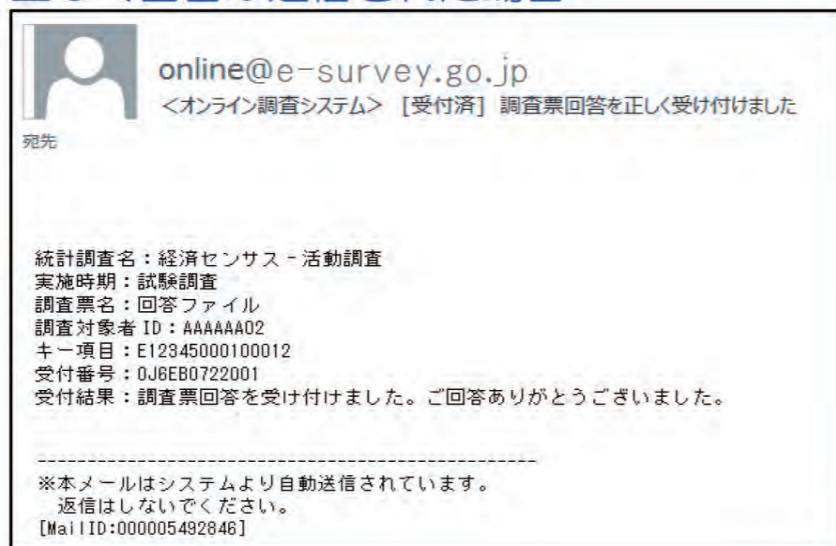 online@e-survey.go.jp
<オンライン調査システム> [受付済] 調査票回答を正しく受け付けました
宛先
統計調査名：経済センサス‐活動調査
実施時期：試験調査
調査票名：回答ファイル
調査対象者 ID：AAAAAA02
キー項目：E12345000100012
受付番号：0J6EB0722001
受付結果：調査票回答を受け付けました。ご回答ありがとうございました。
--------------------------------------------------
※本メールはシステムより自動送信されています。
返信はしないでください。
[MailID:000005492846]